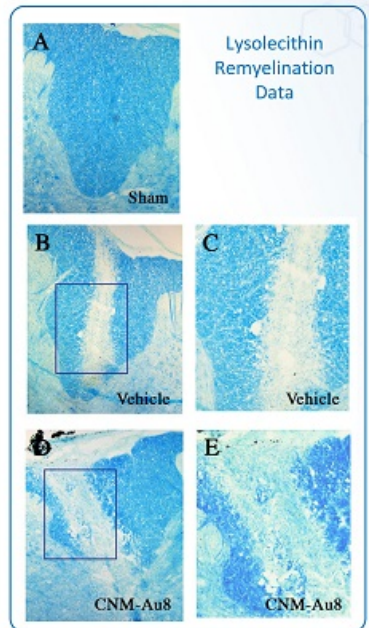 A
Lysolecithin
Remyelination
Data
Sham
B
C
Vehicle
Vehicle
D
E
CNM-Au8
CNM-Au8